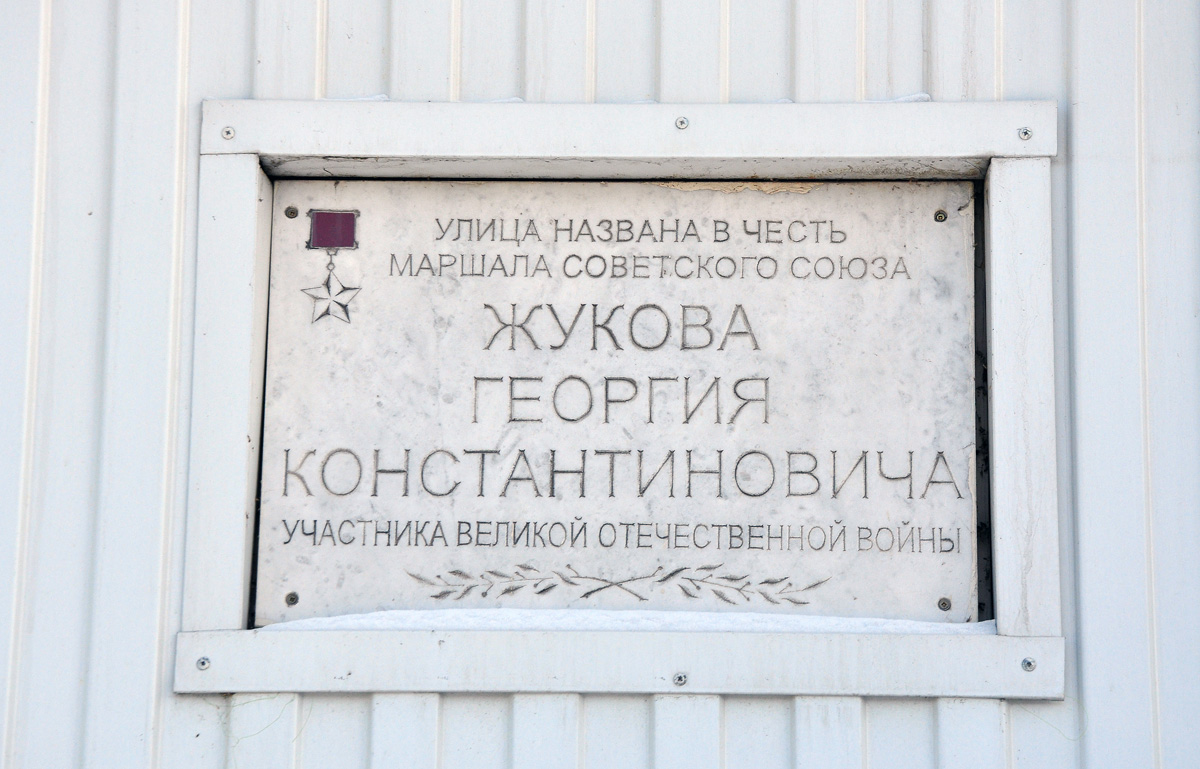 УЛИЦА НАЗВАНА В ЧЕСТЬ
МАРШАЛА СОВЕТСКОГО СОЮЗА
ЖУКОВА
ГЕОРГИЯ
КОНСТАНТИНОВИЧА
УЧАСТНИКА ВЕЛИКОЙ ОТЕЧЕСТВЕННОЙ ВОЙНЫ